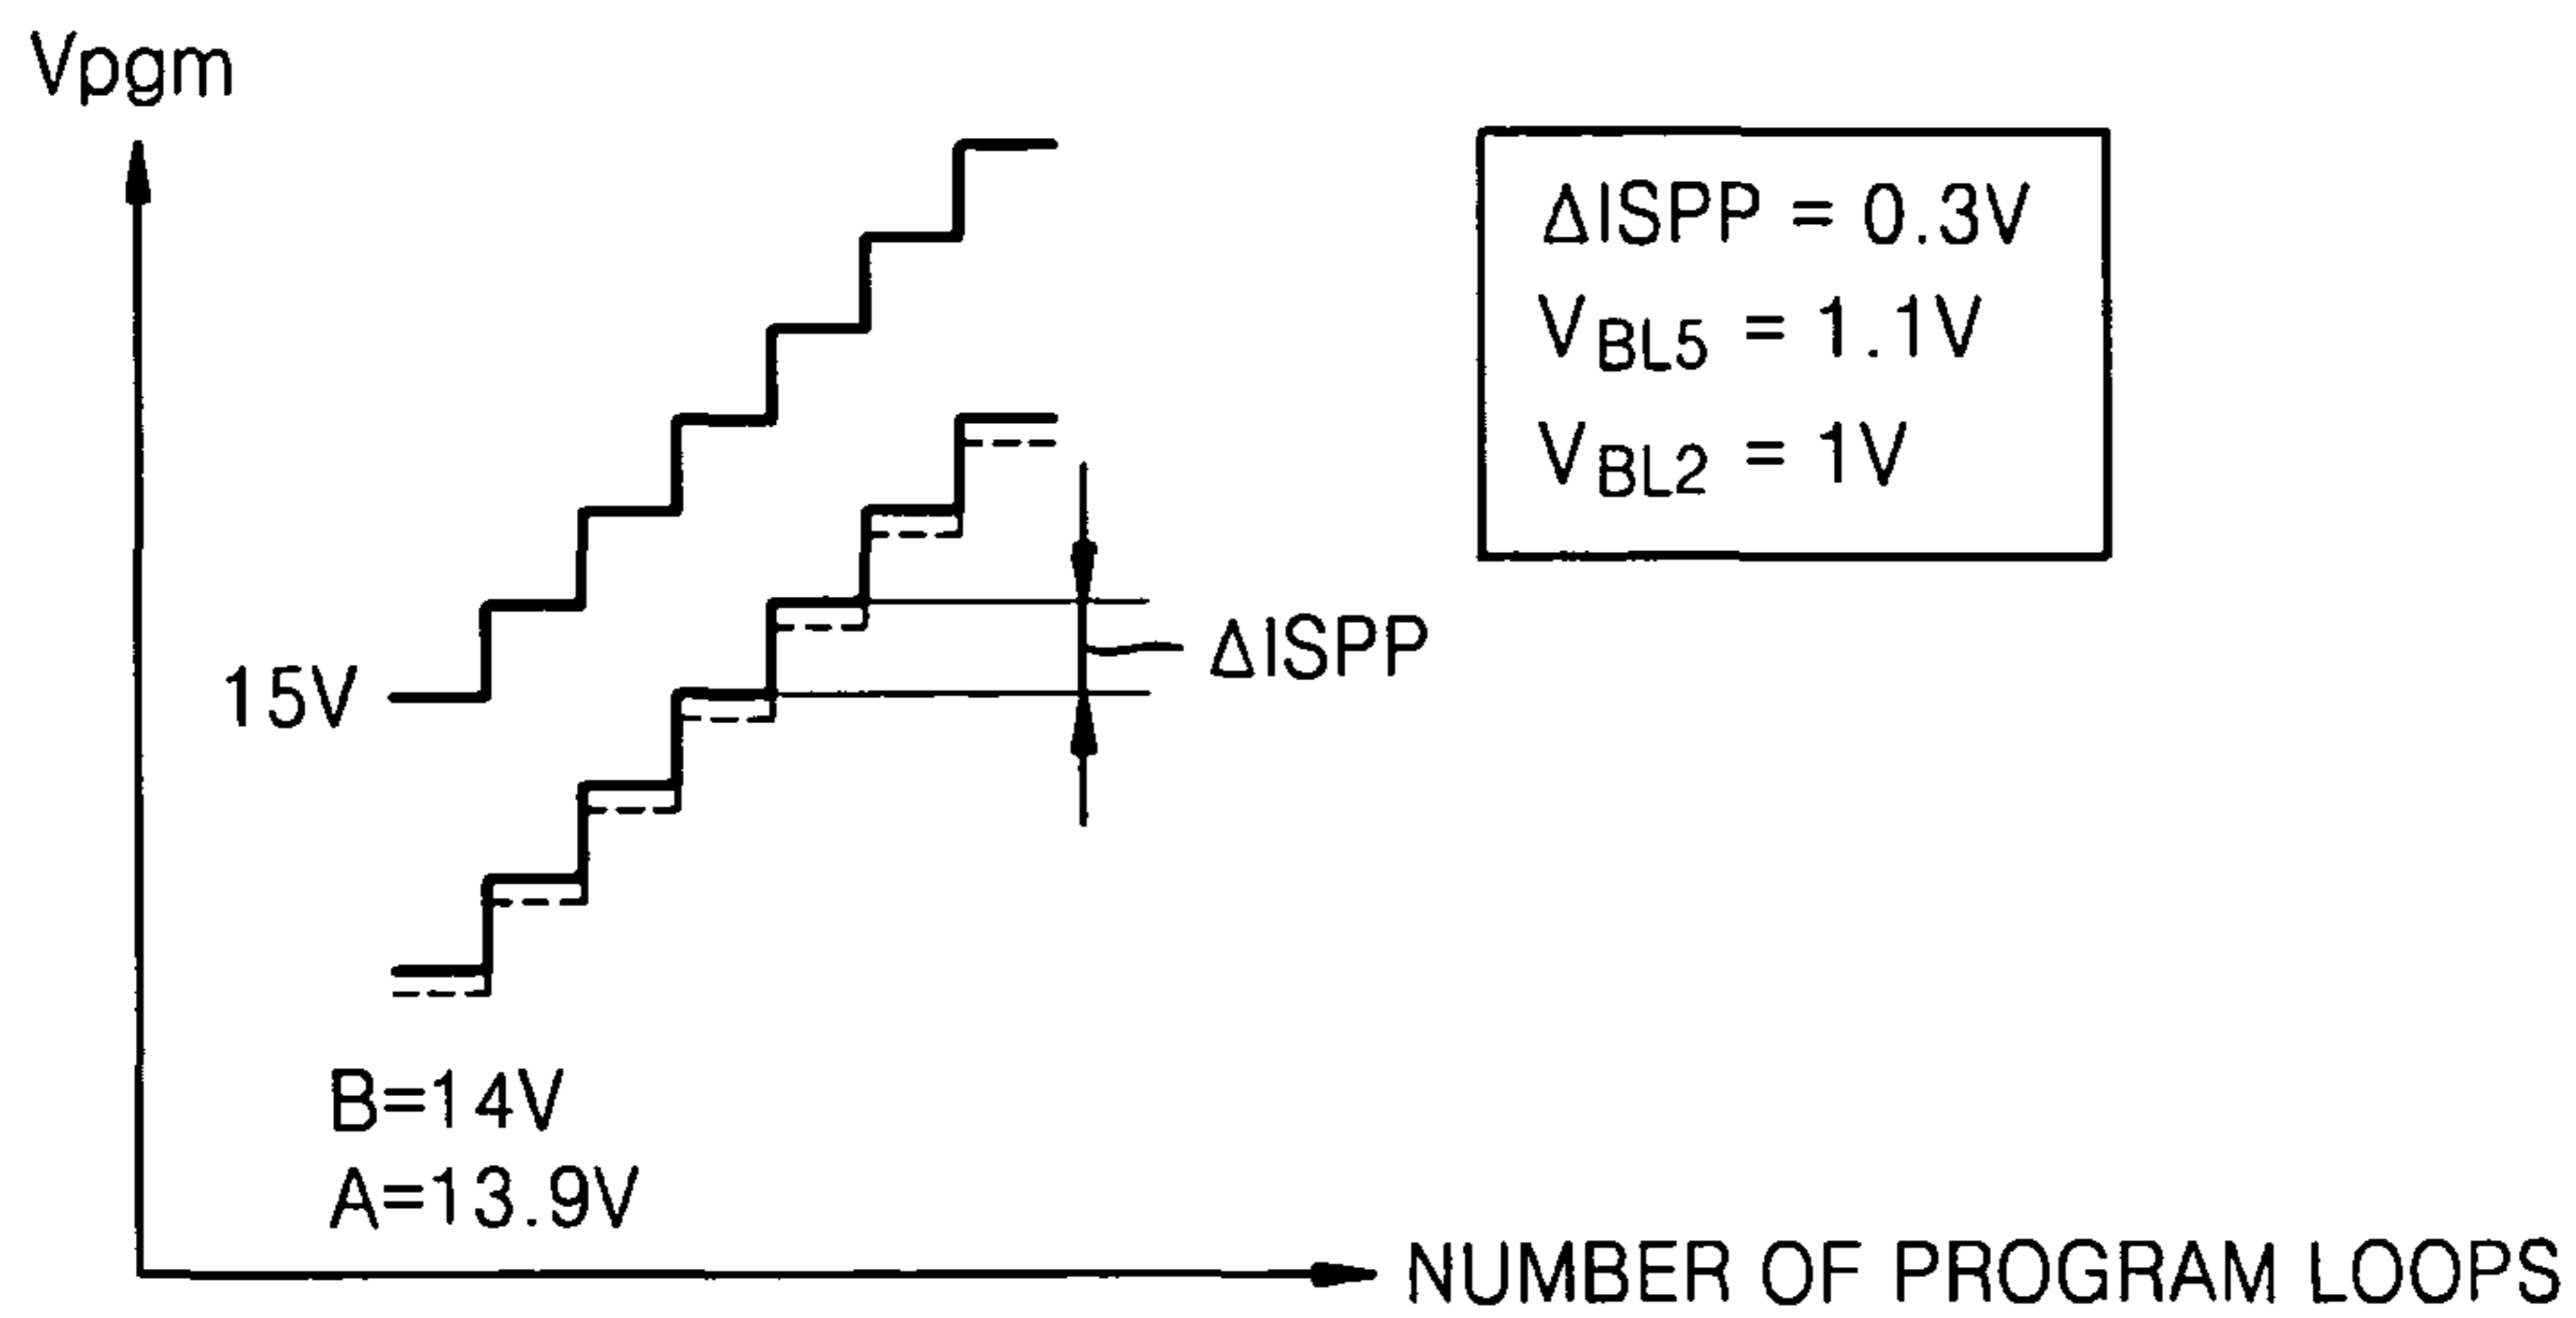 Vpgm
ΔISPP = 0.3V
VBL5 = 1.1V
VBL2 = 1V
ΔISPP
15V
B=14V
A=13.9V
NUMBER OF PROGRAM LOOPS